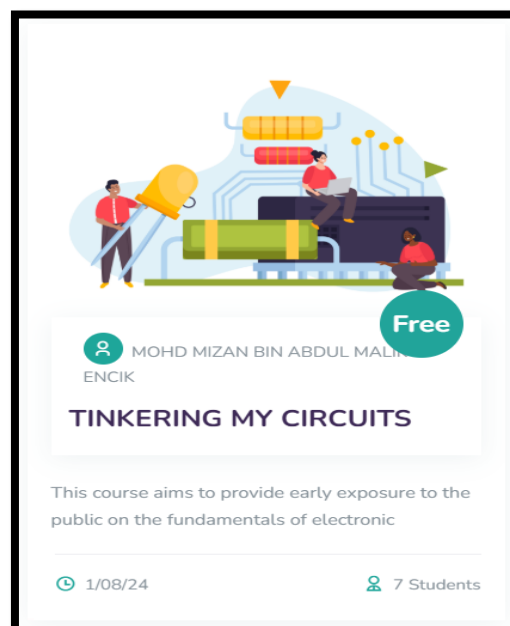 Free
MOHD MIZAN BIN ABDUL
ENCIK
TINKERING MY CIRCUITS
This course aims to provide early exposure to the
public on the fundamentals of electronic
1/08/24
7 Students